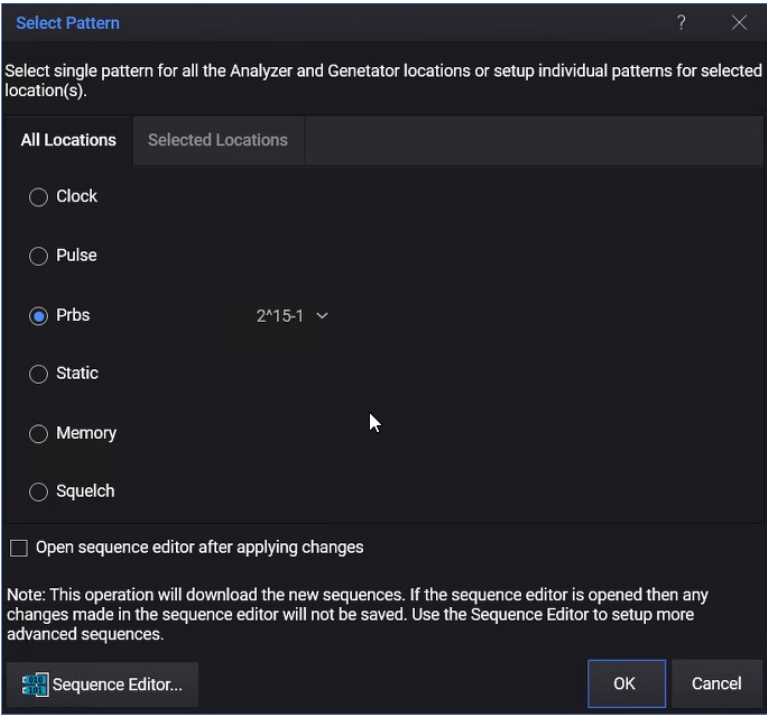 Select Pattern
?
Select single pattern for all the Analyzer and Genetator locations or setup individual patterns for selected
location(s).
All Locations
Selected Locations
Clock
Pulse
Prbs
2^15-1
Static
Memory
Squelch
Open sequence editor after applying changes
Note: This operation will download the new sequences. If the sequence editor is opened then any
changes made in the sequence editor will not be saved. Use the Sequence Editor to setup more
advanced sequences.
Sequence Editor...
OK
Cancel